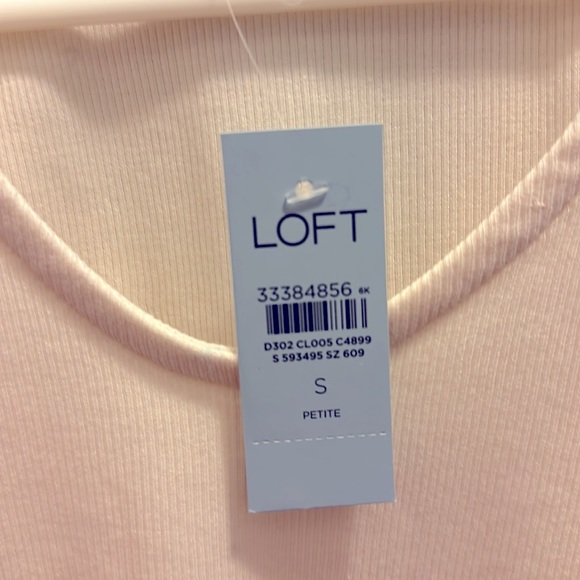 LOFT
33384856 6K
D302 CL005 C4899
S 593495 SZ 609
S
PETITE